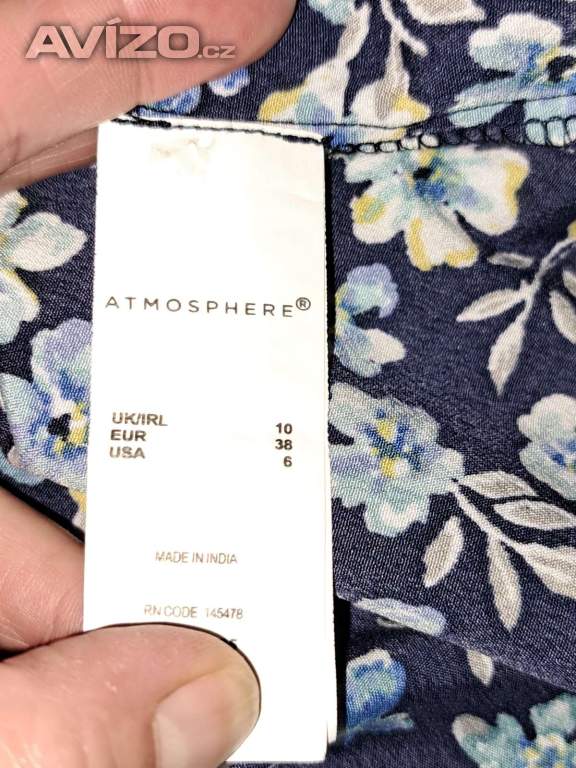 AVÍZO.cz
ATMOSPHERE®
UK/IRL 10
EUR 38
USA 6
MADE IN INDIA
RN CODE 145478